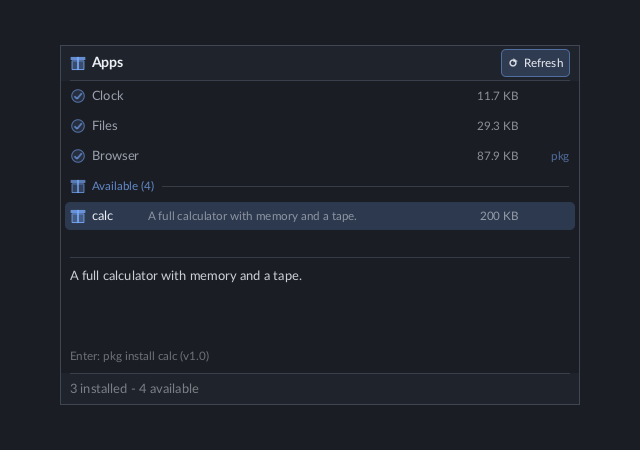 Apps Refresh
Clock 11.7 KB
Files 29.3 KB
Browser 87.9 KB pkg
Available (4)
calc A full calculator with memory and a tape. 200 KB
A full calculator with memory and a tape.
Enter: pkg install calc (v1.0)
3 installed - 4 available